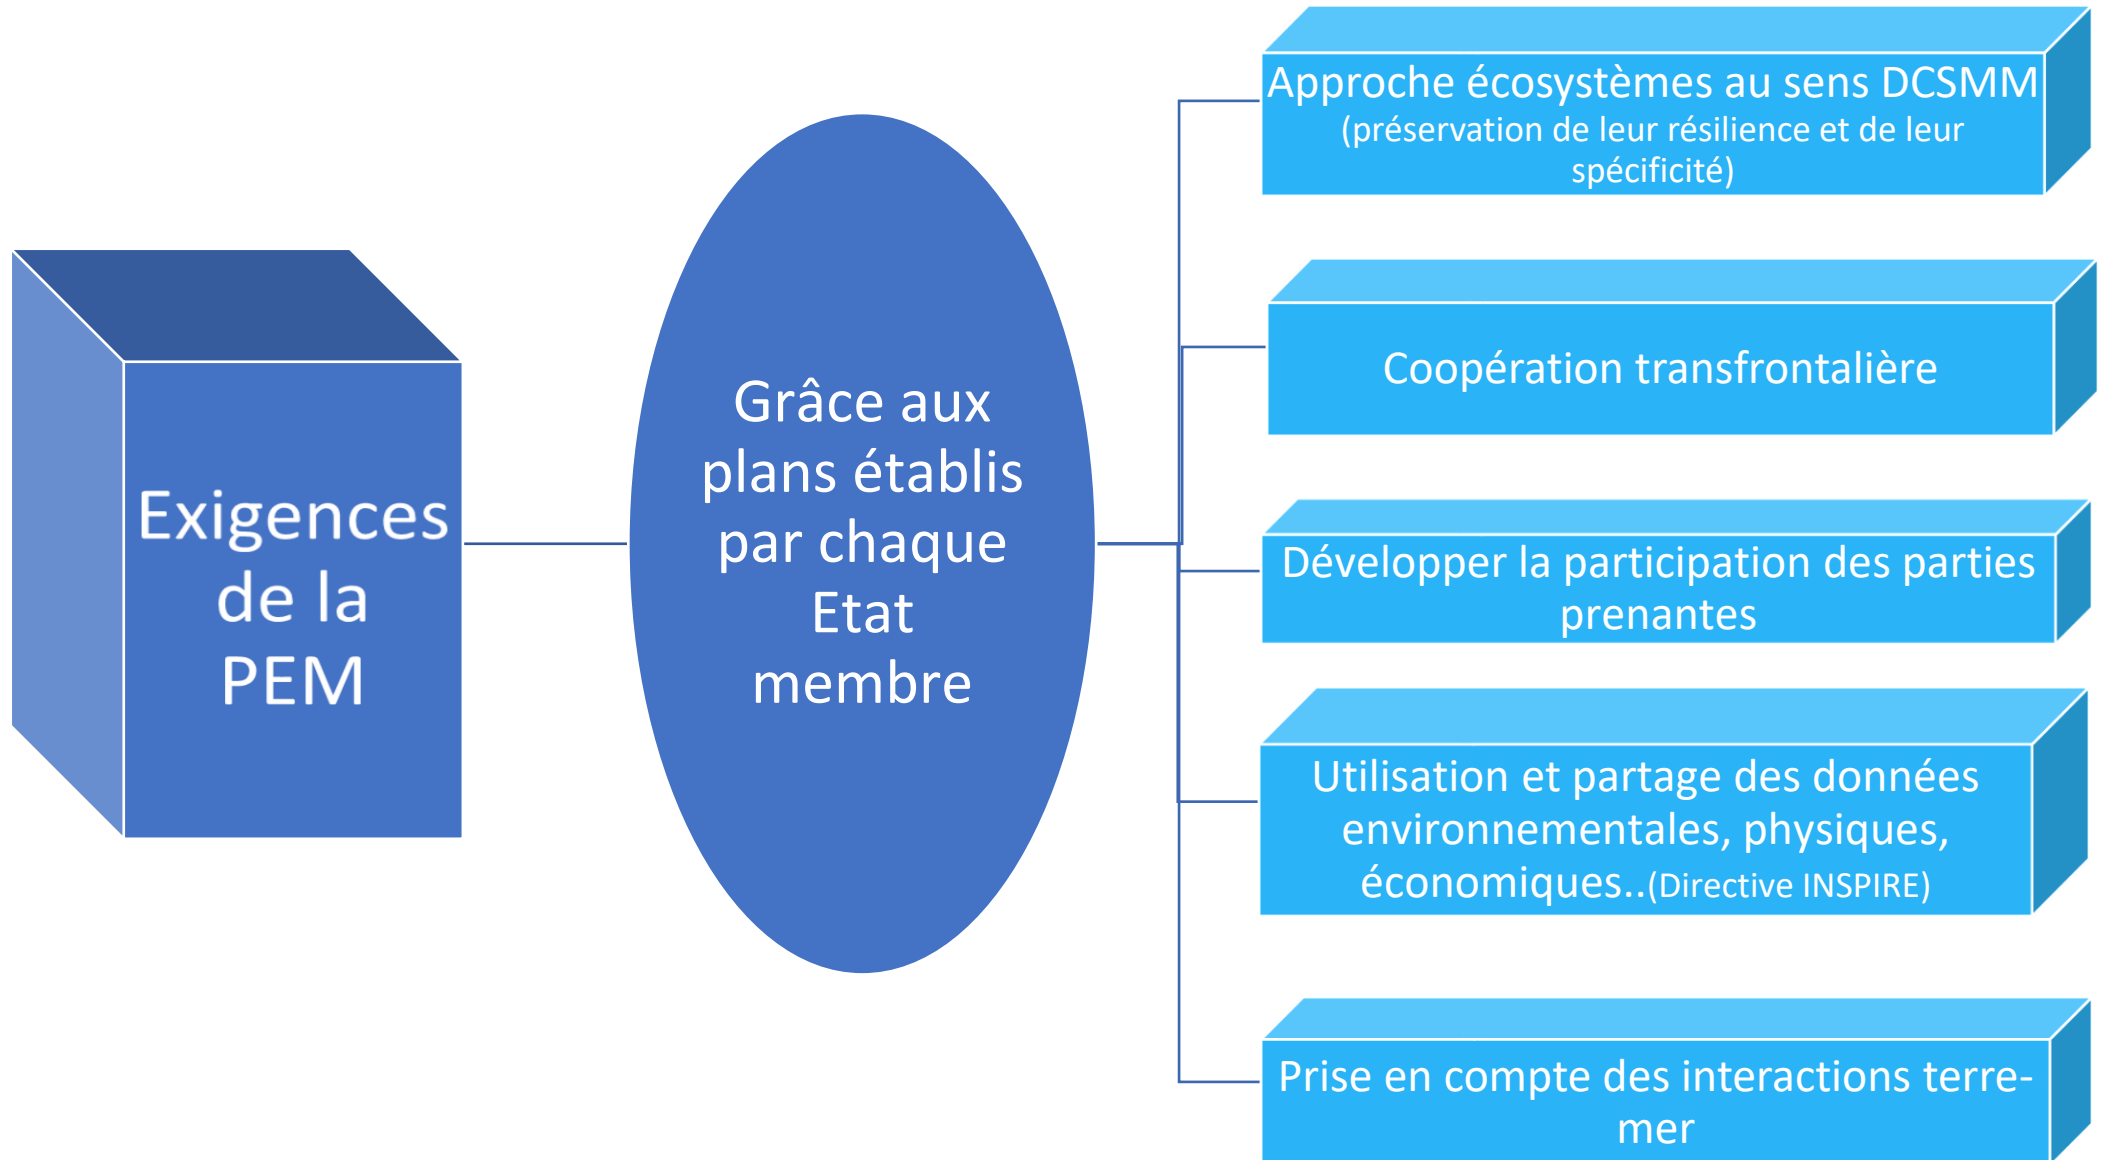 Exigences
de la
PEM
Grâce aux
plans établis
par chaque
Etat
membre
Approche écosystèmes au sens DCSMM
(préservation de leur résilience et de leur
spécificité)
Coopération transfrontalière
Développer la participation des parties
prenantes
Utilisation et partage des données
environnementales, physiques,
économiques..(Directive INSPIRE)
Prise en compte des interactions terre-
mer